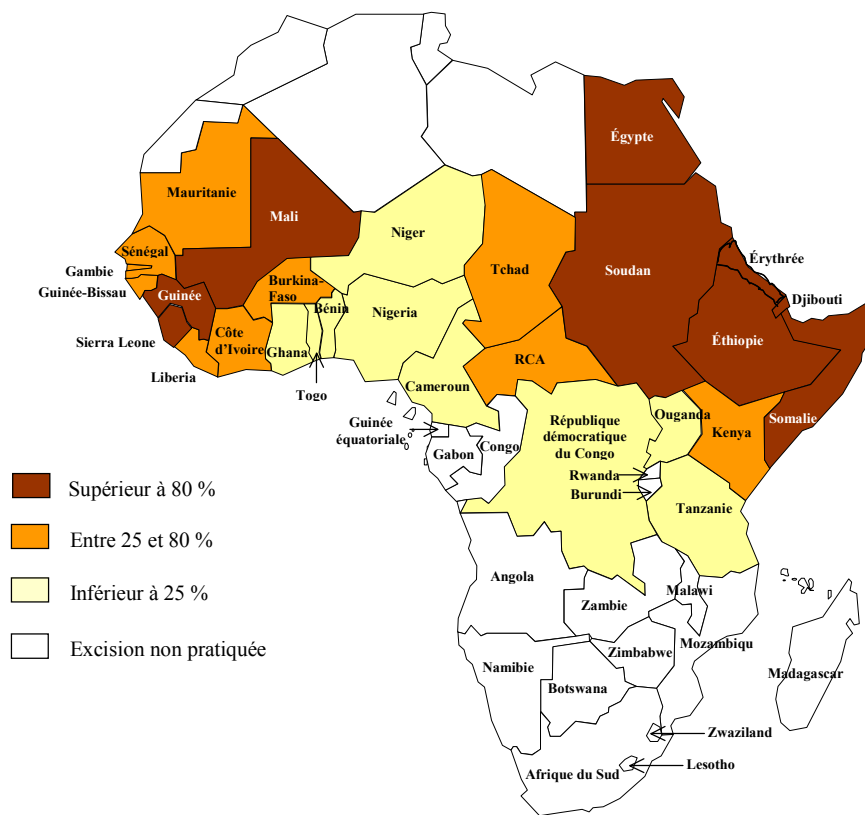 Égypte
Mauritanie
Mali
Niger
Sénégal
Tchad
Soudan
Érythrée
Gambie
Guinée-Bissau
Guinée
Burkina-
Faso
Bénin
Nigeria
Djibouti
Sierra Leone
Côte
d'Ivoire
Ghana
Éthiopie
Liberia
Togo
Cameroun
RCA
Guinée
équatoriale
Gabon
Congo
République
démocratique
du Congo
Ouganda
Kenya
Somalie
Rwanda
Burundi
Tanzanie
Supérieur à 80 %
Entre 25 et 80 %
Inférieur à 25 %
Excision non pratiquée
Angola
Zambie
Malawi
Mozambiqu
Zimbabwe
Namibie
Botswana
Madagascar
Zwaziland
Lesotho
Afrique du Sud